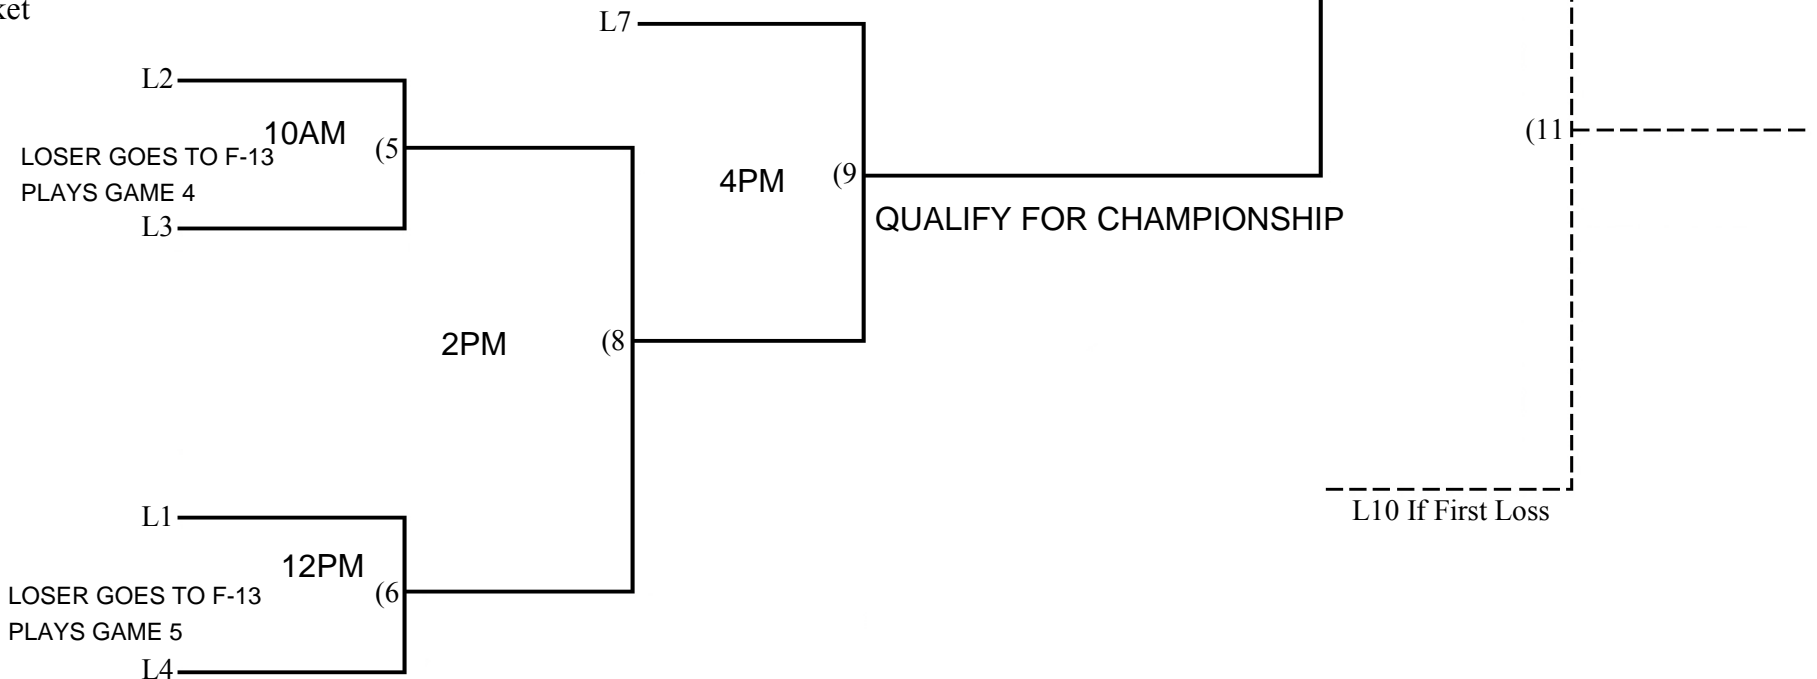 ket
L7
L2
10AM
(5
LOSER GOES TO F-13
PLAYS GAME 4
L3
4PM
(9
(11
QUALIFY FOR CHAMPIONSHIP
2PM
(8
L10 If First Loss
L1
12PM
(6
LOSER GOES TO F-13
PLAYS GAME 5
L4